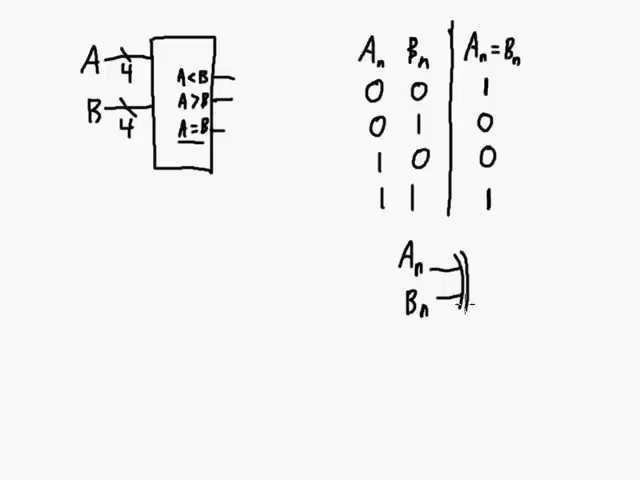 A 4
B 4
A<B
A>B
A=B
Aₙ Bₙ Aₙ=Bₙ
0 0 1
0 1 0
1 0 0
1 1 1
Aₙ
Bₙ